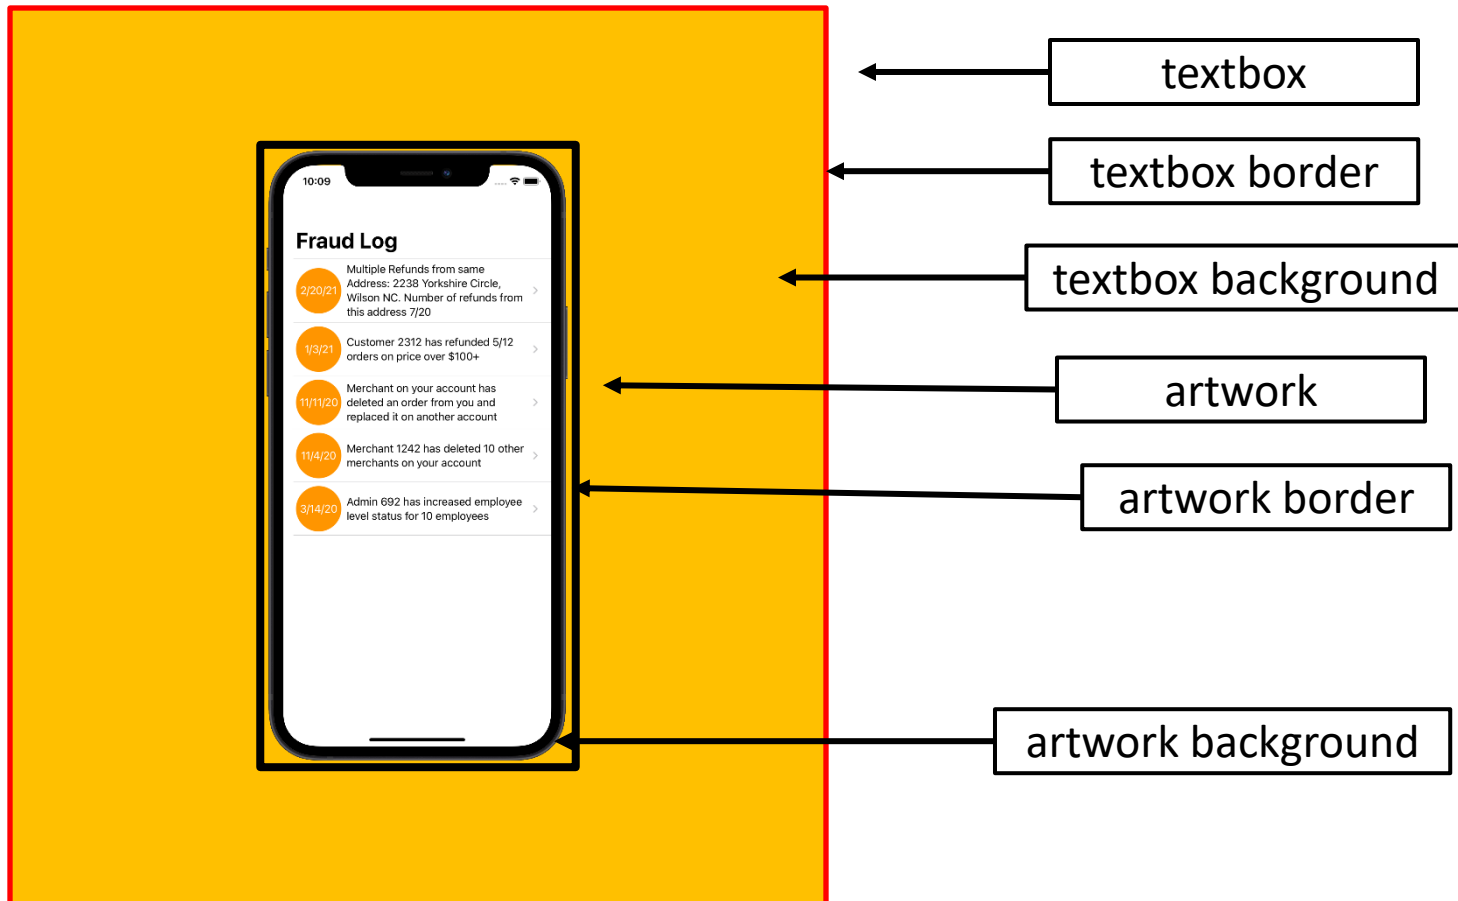 10:09
Fraud Log
2/20/21
Multiple Refunds from same
Address: 2238 Yorkshire Circle,
Wilson NC. Number of refunds from
this address 7/20
1/3/21
Customer 2312 has refunded 5/12
orders on price over $100+
11/11/20
Merchant on your account has
deleted an order from you and
replaced it on another account
11/4/20
Merchant 1242 has deleted 10 other
merchants on your account
3/14/20
Admin 692 has increased employee
level status for 10 employees
textbox
textbox border
textbox background
artwork
artwork border
artwork background